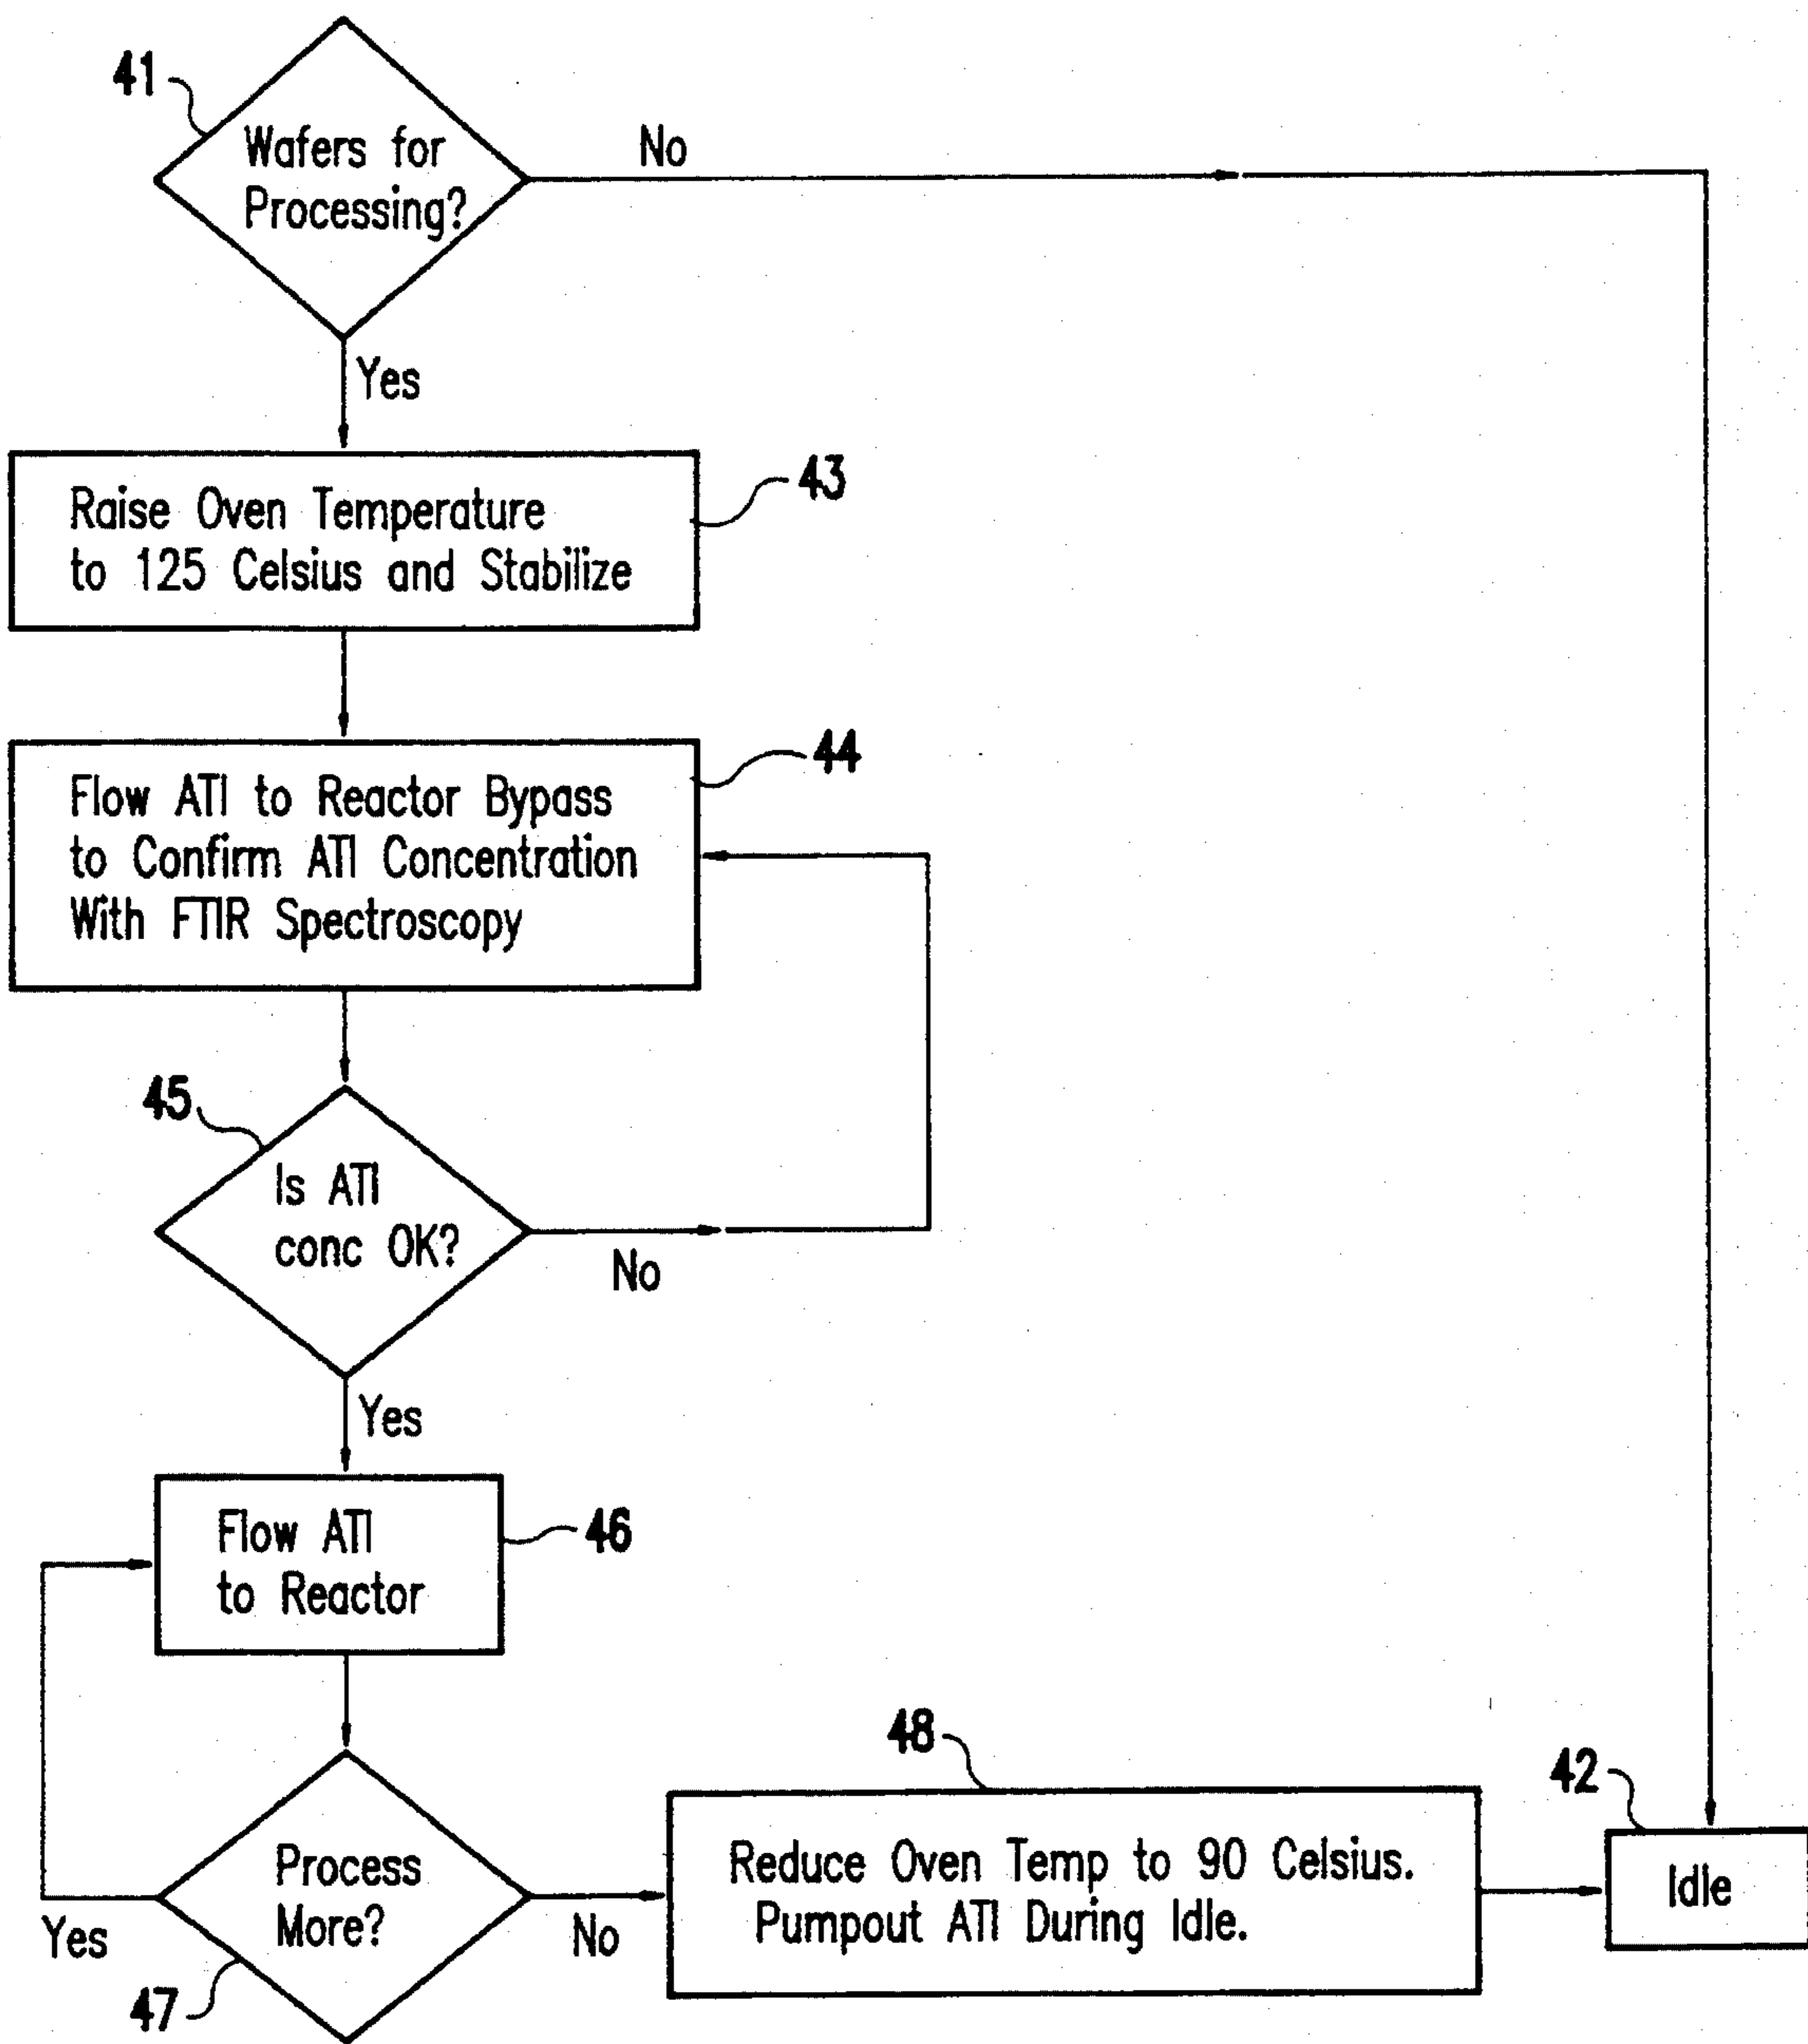 41
Wafers for
Processing?
No
Yes
43
Raise Oven Temperature
to 125 Celsius and Stabilize
44
Flow ATI to Reactor Bypass
to Confirm ATI Concentration
With FTIR Spectroscopy
45
Is ATI
conc OK?
No
Yes
46
Flow ATI
to Reactor
47
Process
More?
Yes
No
48
Reduce Oven Temp to 90 Celsius.
Pumpout ATI During Idle.
42
Idle